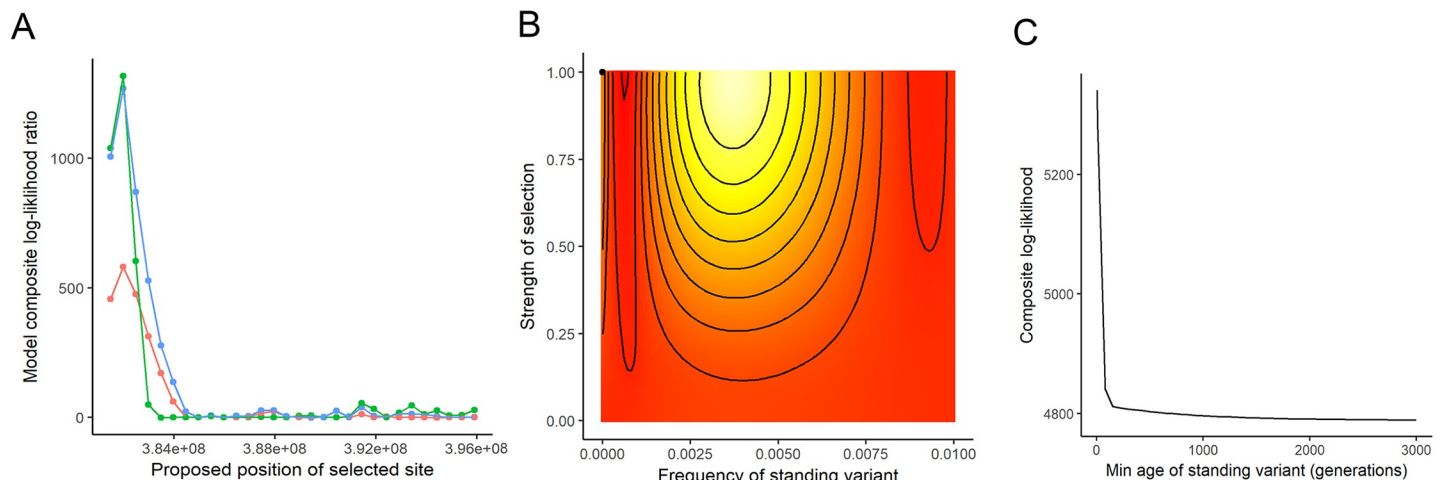 A
Model composite log-liklihood ratio
1000
500
0
3.84e+08 3.88e+08 3.92e+08 3.96e+08
Proposed position of selected site
B
Strength of selection
1.00
0.75
0.50
0.25
0.00
0.0000 0.0025 0.0050 0.0075 0.0100
Frequency of standing variant
C
Composite log-liklihood
5200
5000
4800
0 1000 2000 3000
Min age of standing variant (generations)